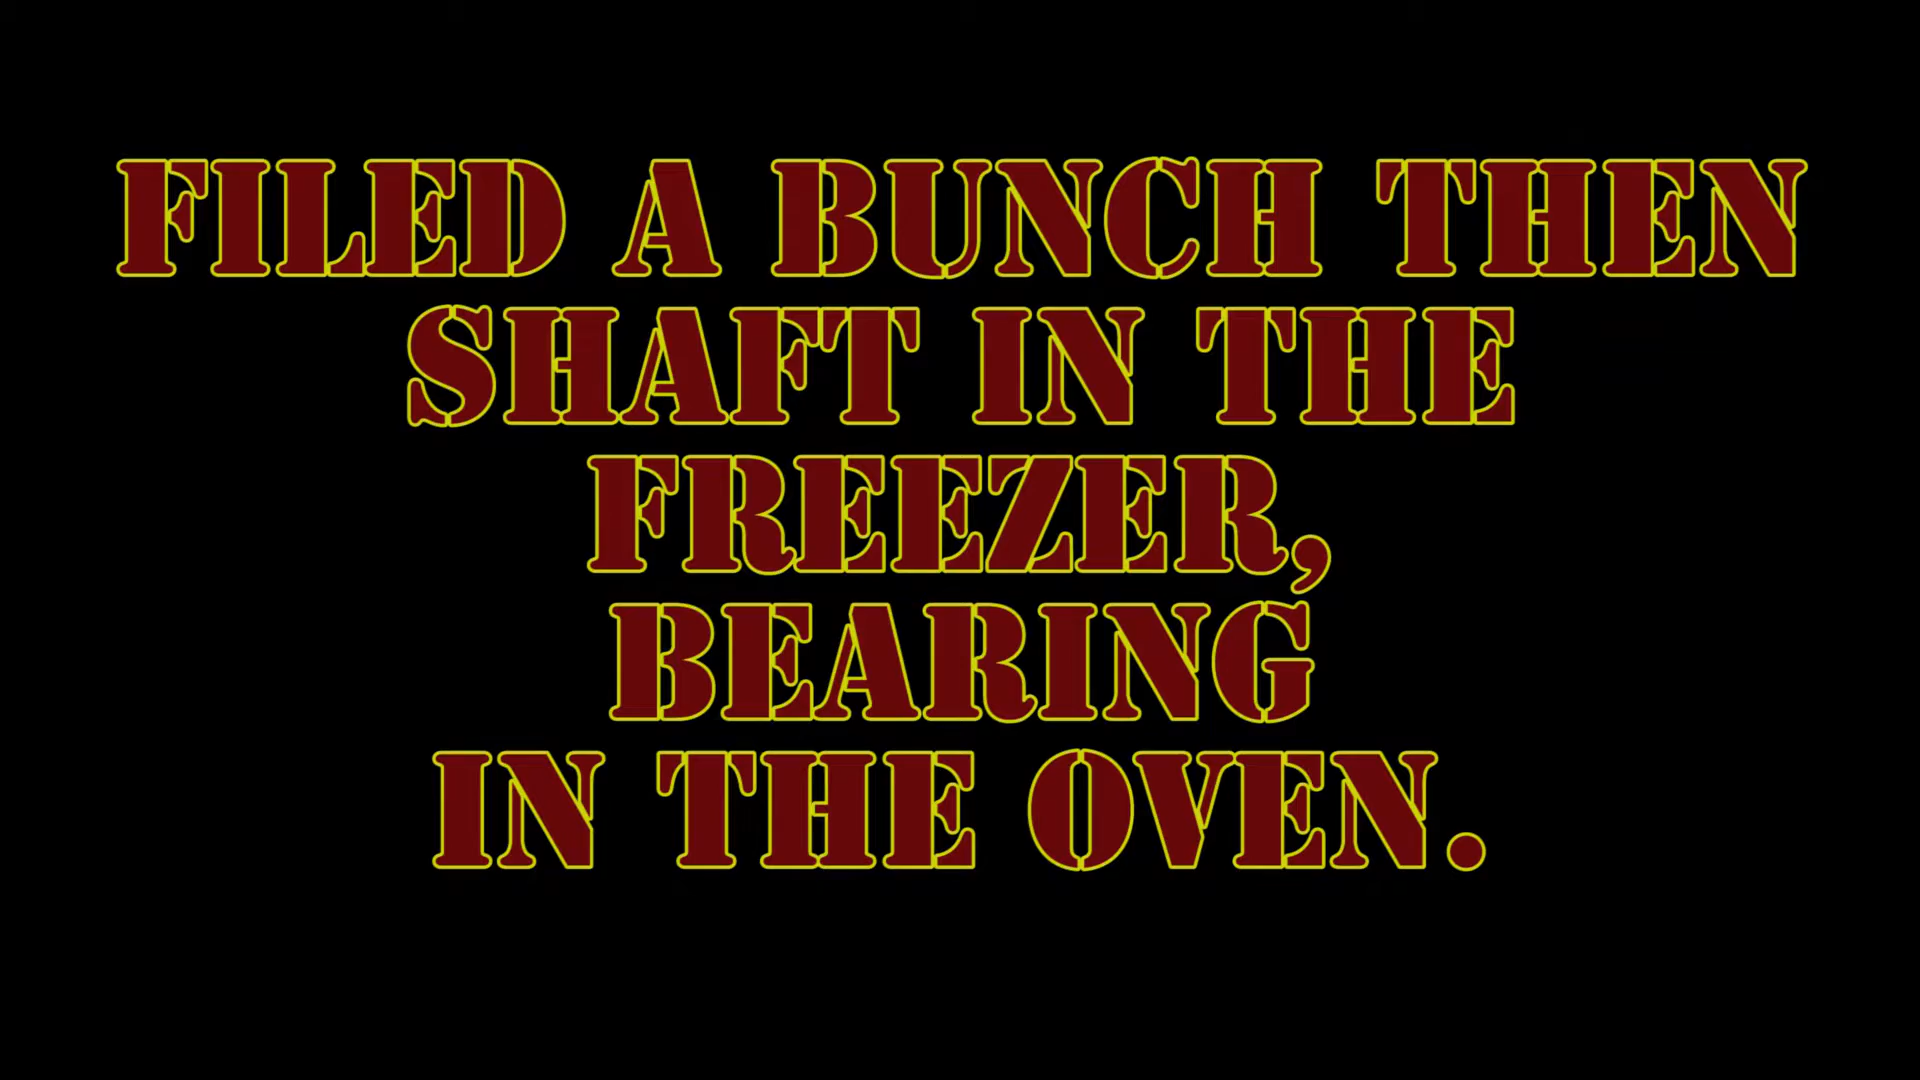 FILED A BUNCH THEN
SHAFT IN THE
FREEZER,
BEARING
IN THE OVEN.